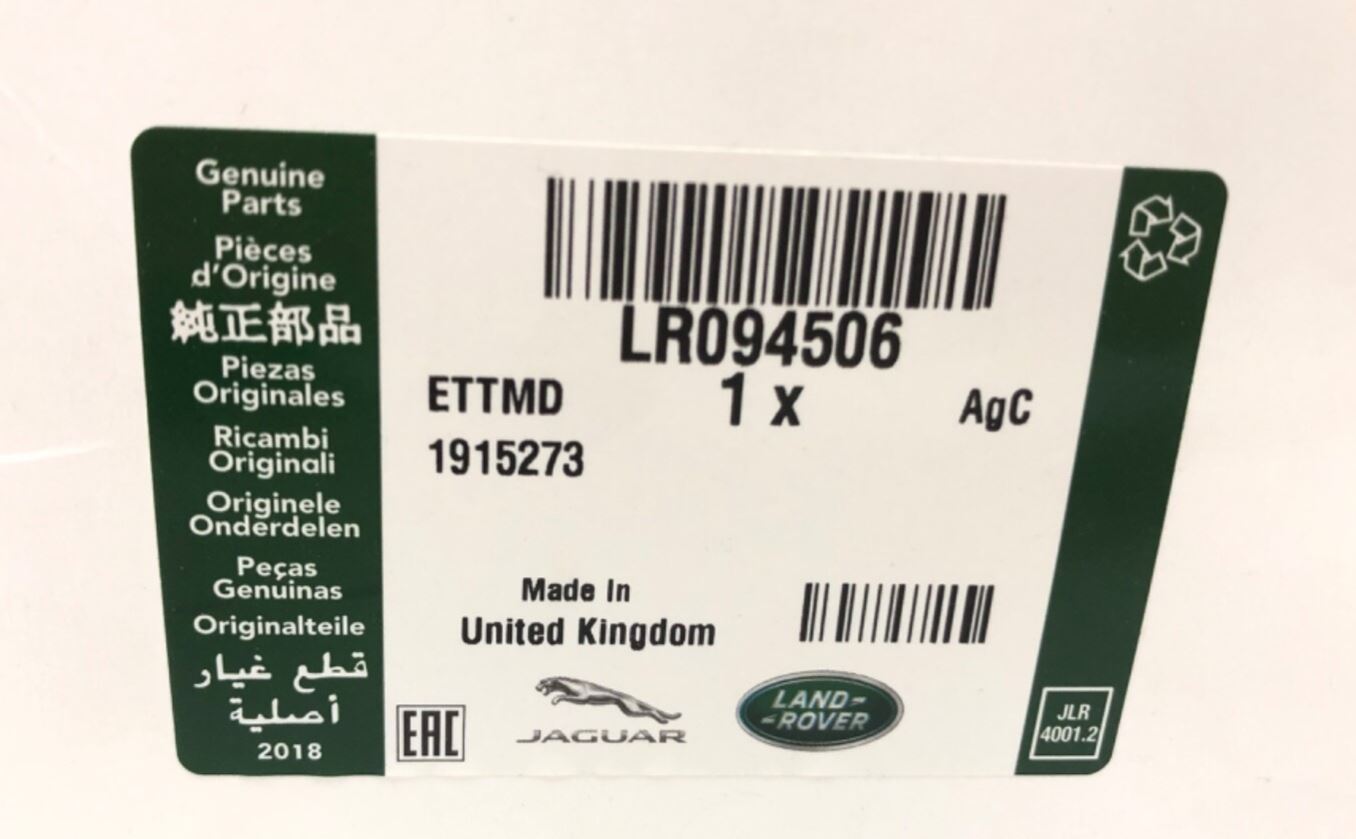 Genuine
Parts
Pièces
d'Origine
純正部品
Piezas
Originales
Ricambi
Originali
Originele
Onderdelen
Peças
Genuinas
Originalteile
قطع غيار
أصلية
2018
LR094506
ETTMD 1 x AgC
1915273
Made In
United Kingdom
EAC
JAGUAR
LAND-
-ROVER
JLR
4001.2